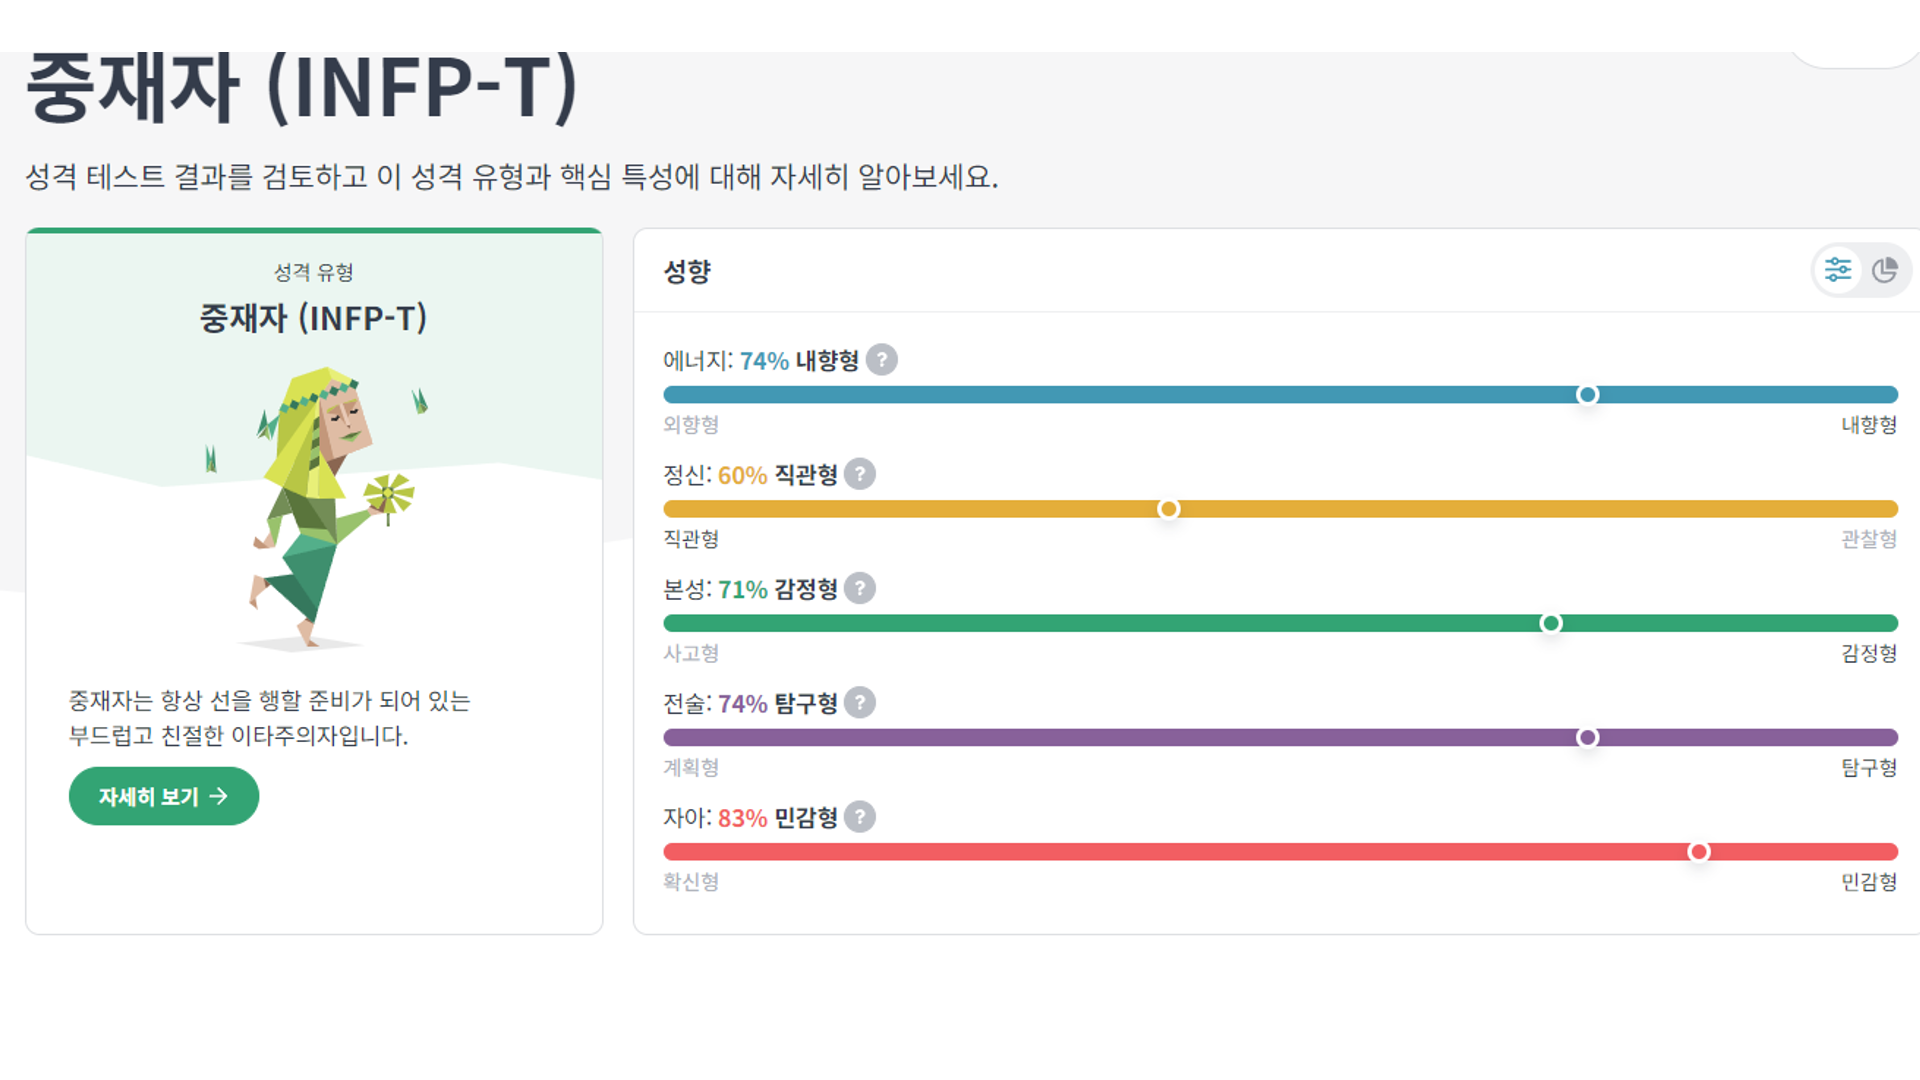 중재자 (INFP-T)
성격 테스트 결과를 검토하고 이 성격 유형과 핵심 특성에 대해 자세히 알아보세요.
성격 유형
중재자 (INFP-T)
중재자는 항상 선을 행할 준비가 되어 있는
부드럽고 친절한 이타주의자입니다.
자세히 보기 →
성향
에너지: 74% 내향형 ?
외향형 내향형
정신: 60% 직관형 ?
직관형 관찰형
본성: 71% 감정형 ?
사고형 감정형
전술: 74% 탐구형 ?
계획형 탐구형
자아: 83% 민감형 ?
확신형 민감형